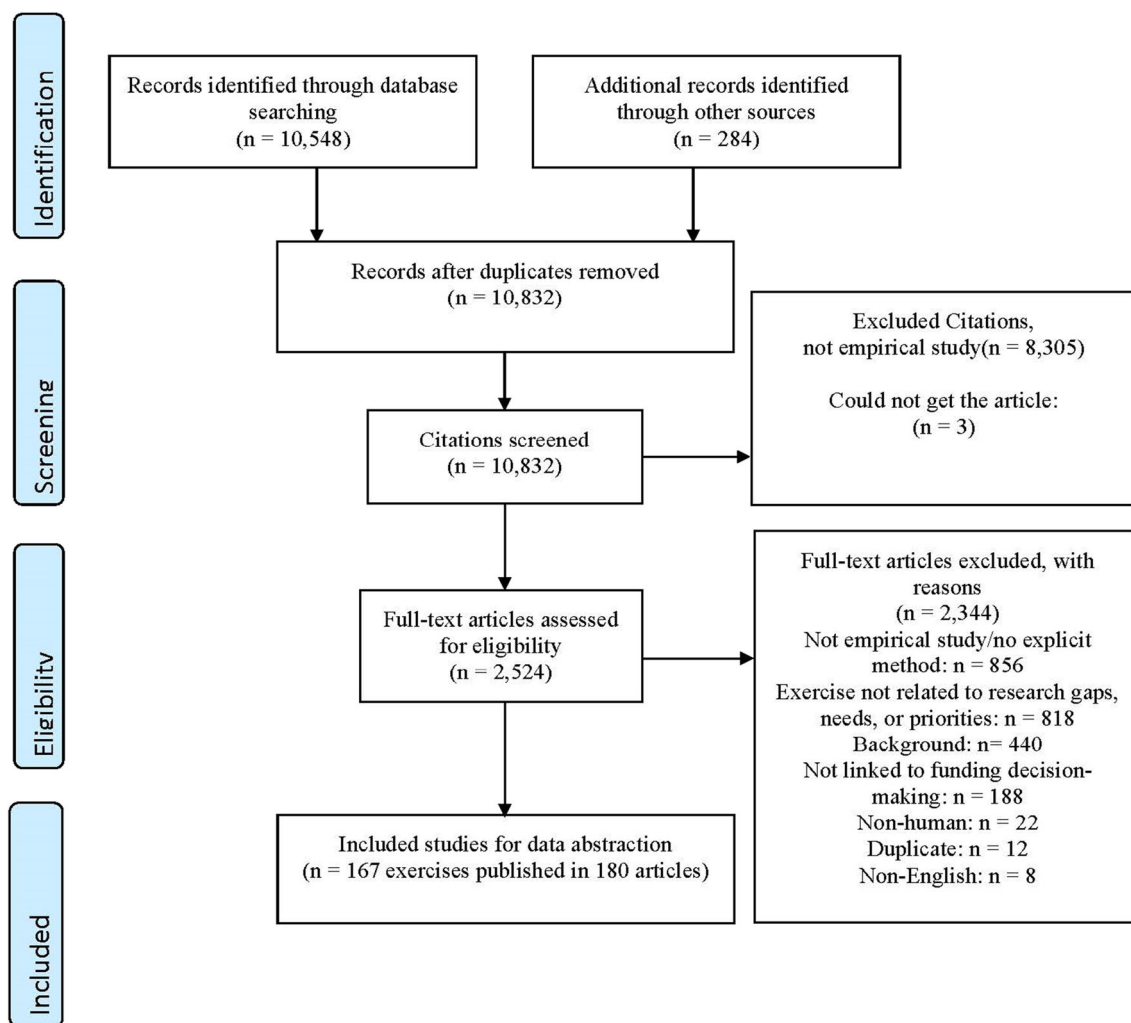 Identification
Records identified through database
searching
(n = 10,548)
Additional records identified
through other sources
(n = 284)
Records after duplicates removed
(n = 10,832)
Screening
Citations screened
(n = 10,832)
Excluded Citations,
not empirical study(n = 8,305)
Could not get the article:
(n = 3)
Eligibility
Full-text articles assessed
for eligibility
(n = 2,524)
Full-text articles excluded, with
reasons
(n = 2,344)
Not empirical study/no explicit
method: n = 856
Exercise not related to research gaps,
needs, or priorities: n = 818
Background: n= 440
Not linked to funding decision-
making: n = 188
Non-human: n = 22
Duplicate: n = 12
Non-English: n = 8
Included
Included studies for data abstraction
(n = 167 exercises published in 180 articles)